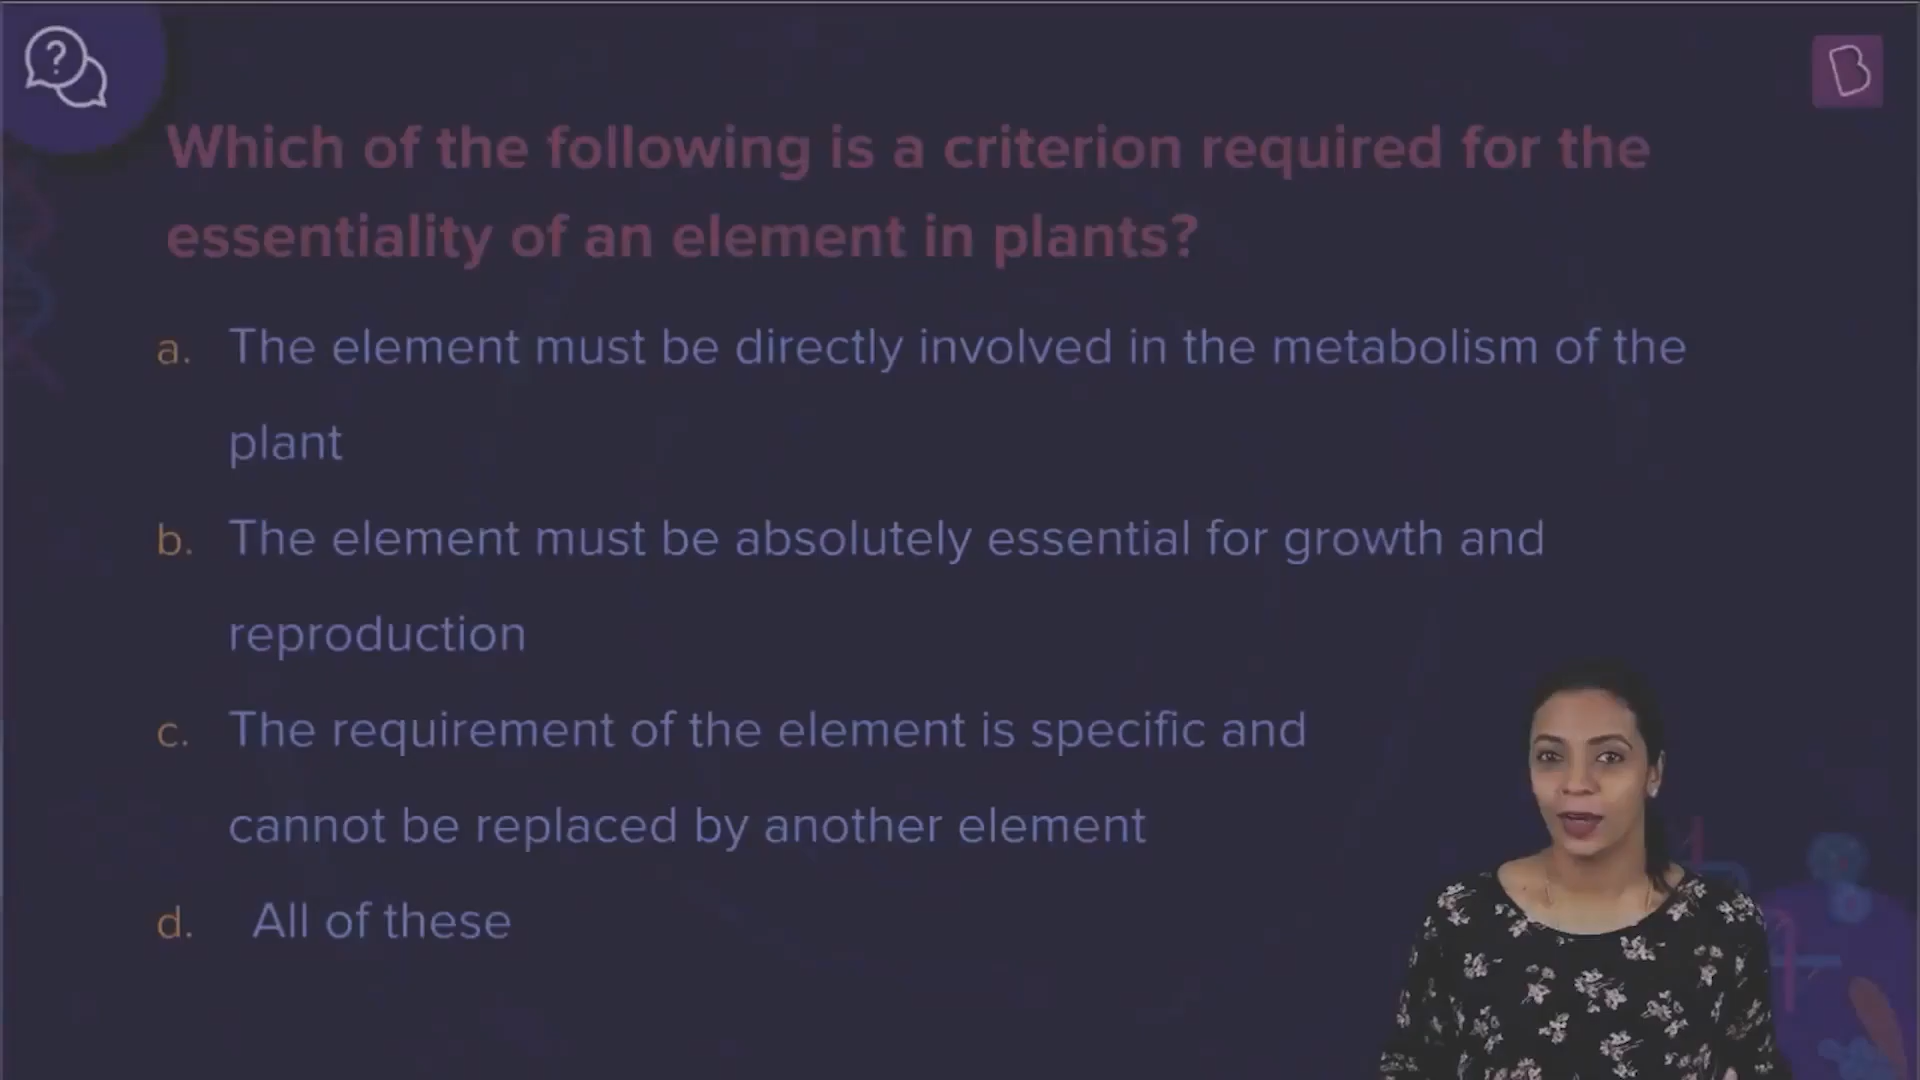 ?
B
Which of the following is a criterion required for the
essentiality of an element in plants?
a. The element must be directly involved in the metabolism of the
plant
b. The element must be absolutely essential for growth and
reproduction
c. The requirement of the element is specific and
cannot be replaced by another element
d. All of these